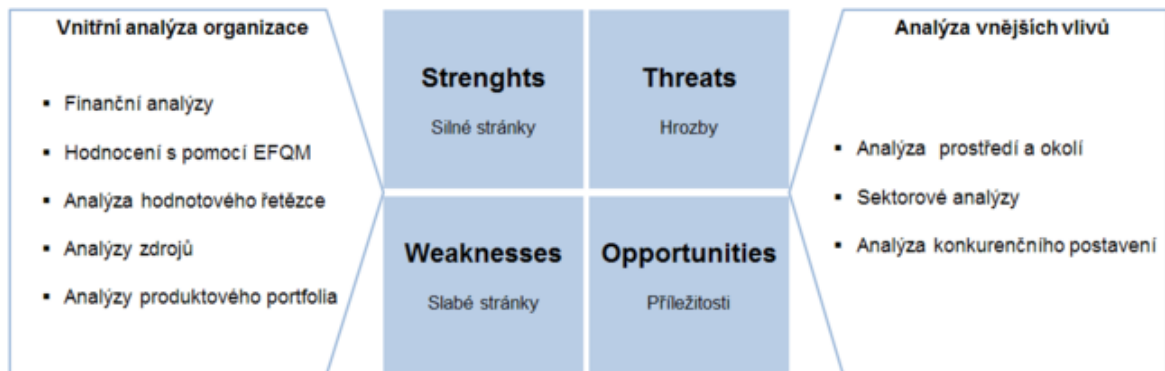 Vnitřní analýza organizace
▪ Finanční analýzy
▪ Hodnocení s pomocí EFQM
▪ Analýza hodnotového řetězce
▪ Analýzy zdrojů
▪ Analýzy produktového portfolia
Strenghts
Silné stránky
Threats
Hrozby
Weaknesses
Slabé stránky
Opportunities
Příležitosti
Analýza vnějších vlivů
▪ Analýza prostředí a okolí
▪ Sektorové analýzy
▪ Analýza konkurenčního postavení